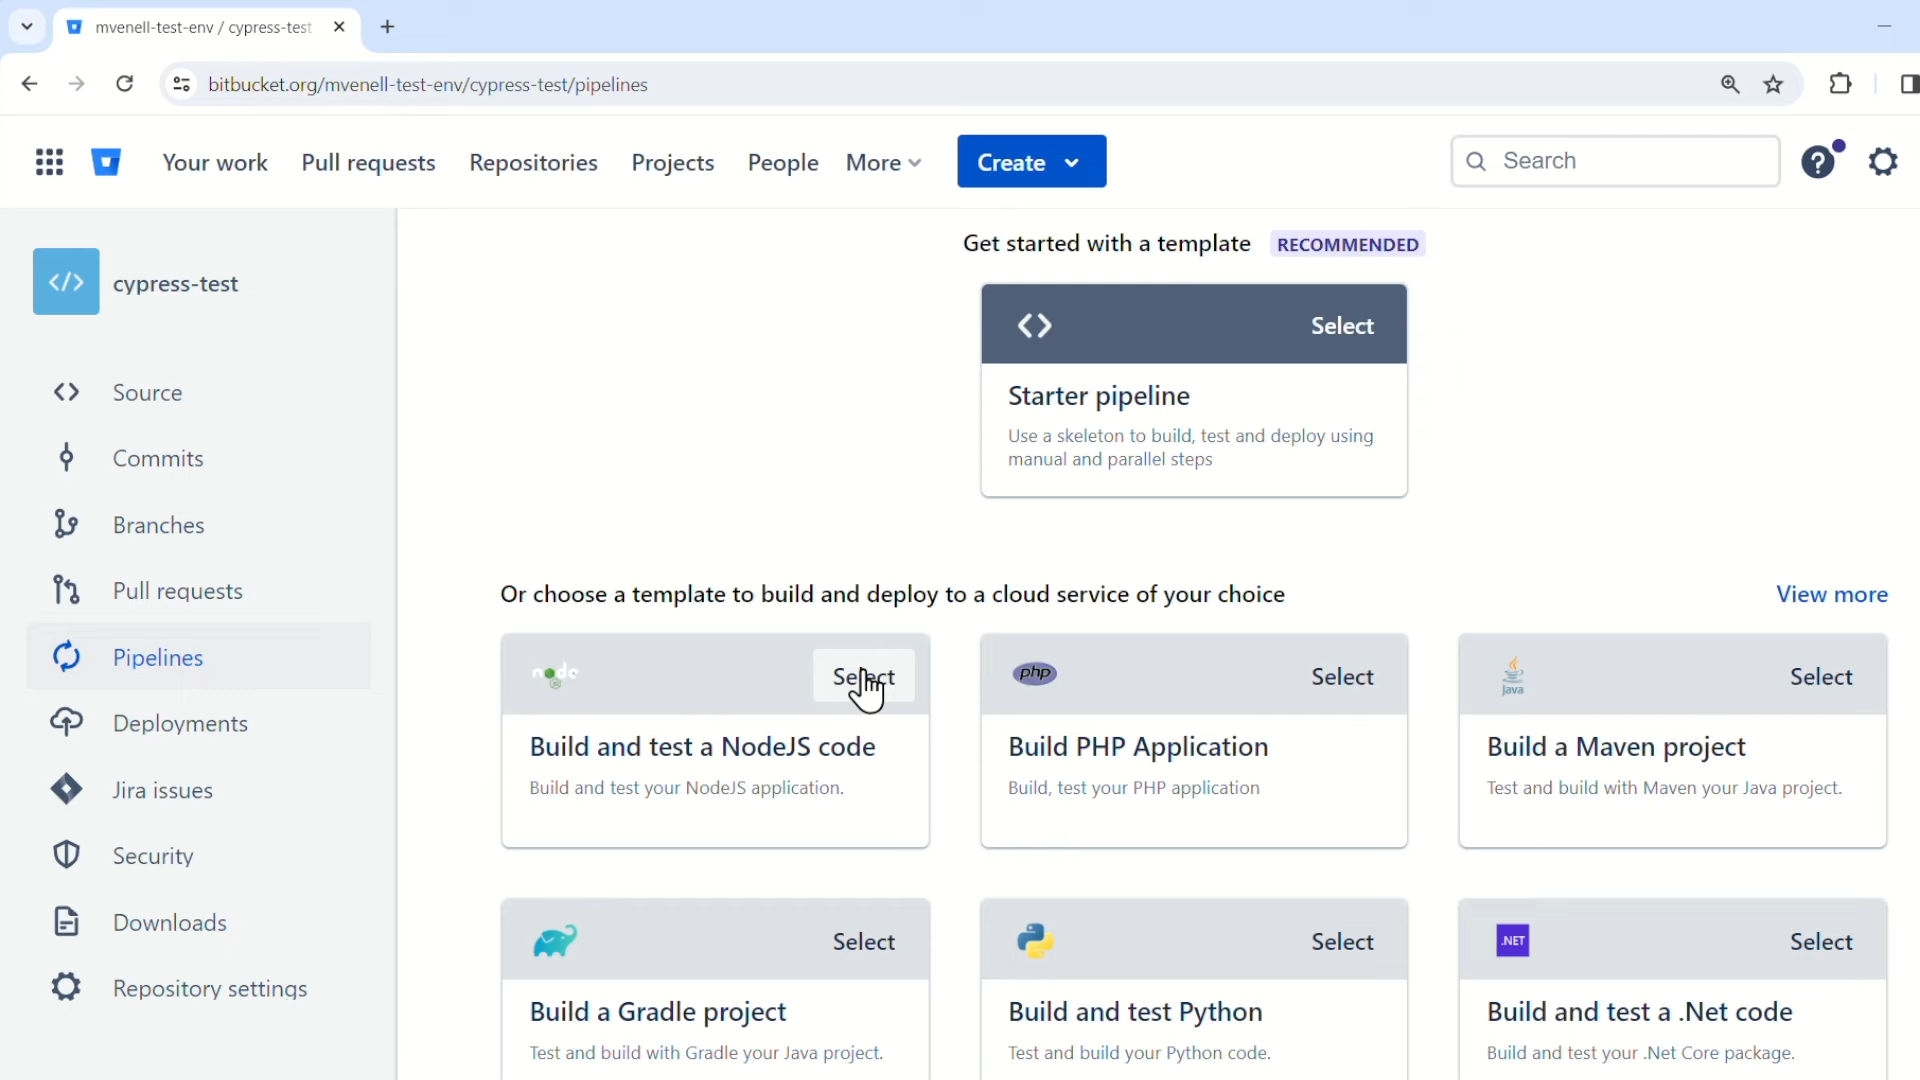 mvenell-test-env / cypress-test
bitbucket.org/mvenell-test-env/cypress-test/pipelines
Your work
Pull requests
Repositories
Projects
People
More
Create
Search
cypress-test
Source
Commits
Branches
Pull requests
Pipelines
Deployments
Jira issues
Security
Downloads
Repository settings
Get started with a template RECOMMENDED
Select
Starter pipeline
Use a skeleton to build, test and deploy using
manual and parallel steps
Or choose a template to build and deploy to a cloud service of your choice
View more
node
Select
Build and test a NodeJS code
Build and test your NodeJS application.
php
Select
Build PHP Application
Build, test your PHP application
Java
Select
Build a Maven project
Test and build with Maven your Java project.
Select
Build a Gradle project
Test and build with Gradle your Java project.
Select
Build and test Python
Test and build your Python code.
.NET
Select
Build and test a .Net code
Build and test your .Net Core package.